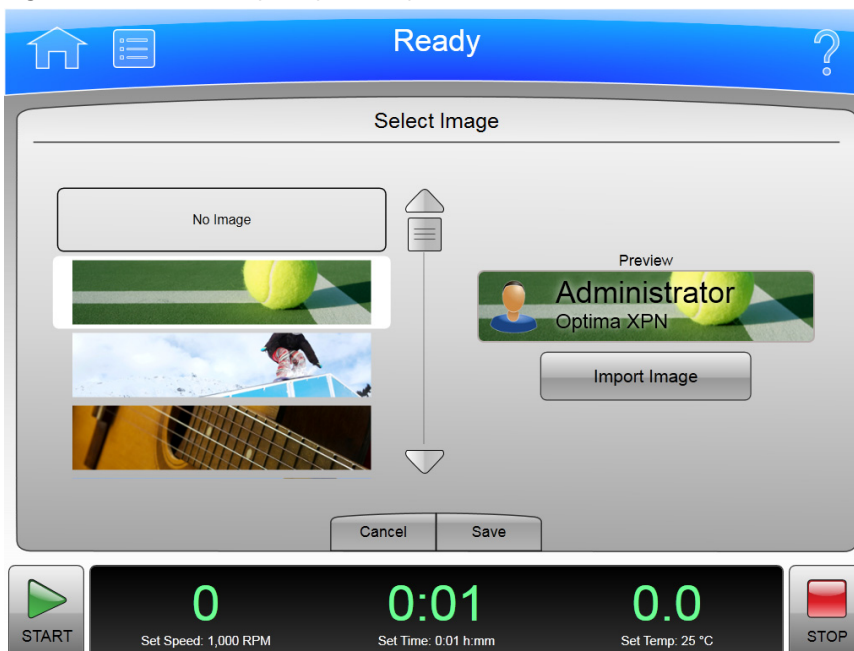 Ready
?
Select Image
No Image
Preview
Administrator
Optima XPN
Import Image
Cancel Save
0 0:01 0.0
START Set Speed: 1,000 RPM Set Time: 0:01 h:mm Set Temp: 25 °C STOP